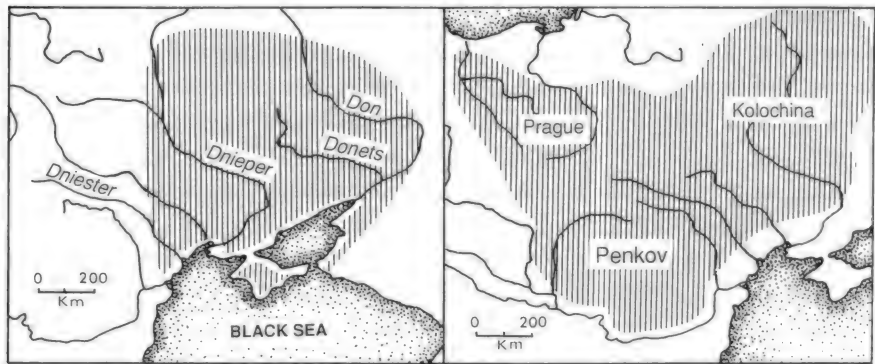 Don
Donets
Dnieper
Dniester
0 200
Km
BLACK SEA
Prague
Kolochina
Penkov
0 200
Km